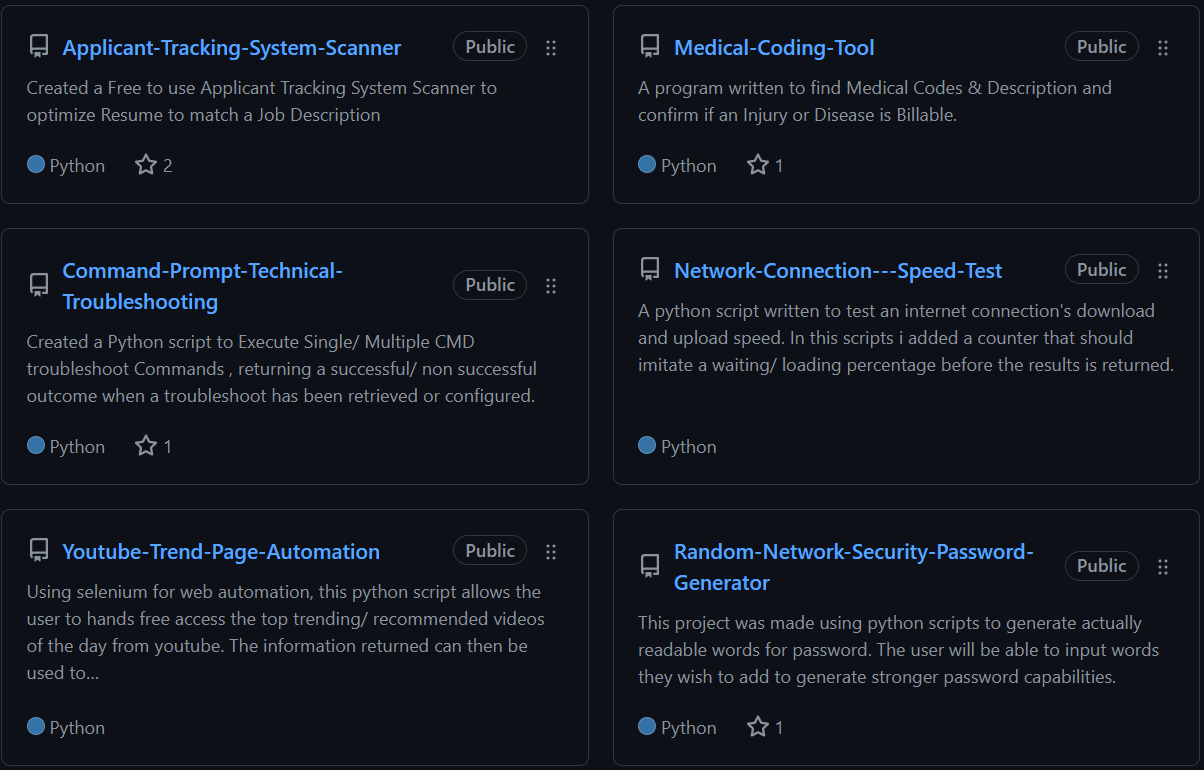 Applicant-Tracking-System-Scanner
Public
Created a Free to use Applicant Tracking System Scanner to
optimize Resume to match a Job Description
Python 2
Medical-Coding-Tool
Public
A program written to find Medical Codes & Description and
confirm if an Injury or Disease is Billable.
Python 1
Command-Prompt-Technical-
Troubleshooting
Public
Created a Python script to Execute Single/ Multiple CMD
troubleshoot Commands , returning a successful/ non successful
outcome when a troubleshoot has been retrieved or configured.
Python 1
Network-Connection---Speed-Test
Public
A python script written to test an internet connection's download
and upload speed. In this scripts i added a counter that should
imitate a waiting/ loading percentage before the results is returned.
Python
Youtube-Trend-Page-Automation
Public
Using selenium for web automation, this python script allows the
user to hands free access the top trending/ recommended videos
of the day from youtube. The information returned can then be
used to...
Python
Random-Network-Security-Password-
Generator
Public
This project was made using python scripts to generate actually
readable words for password. The user will be able to input words
they wish to add to generate stronger password capabilities.
Python 1